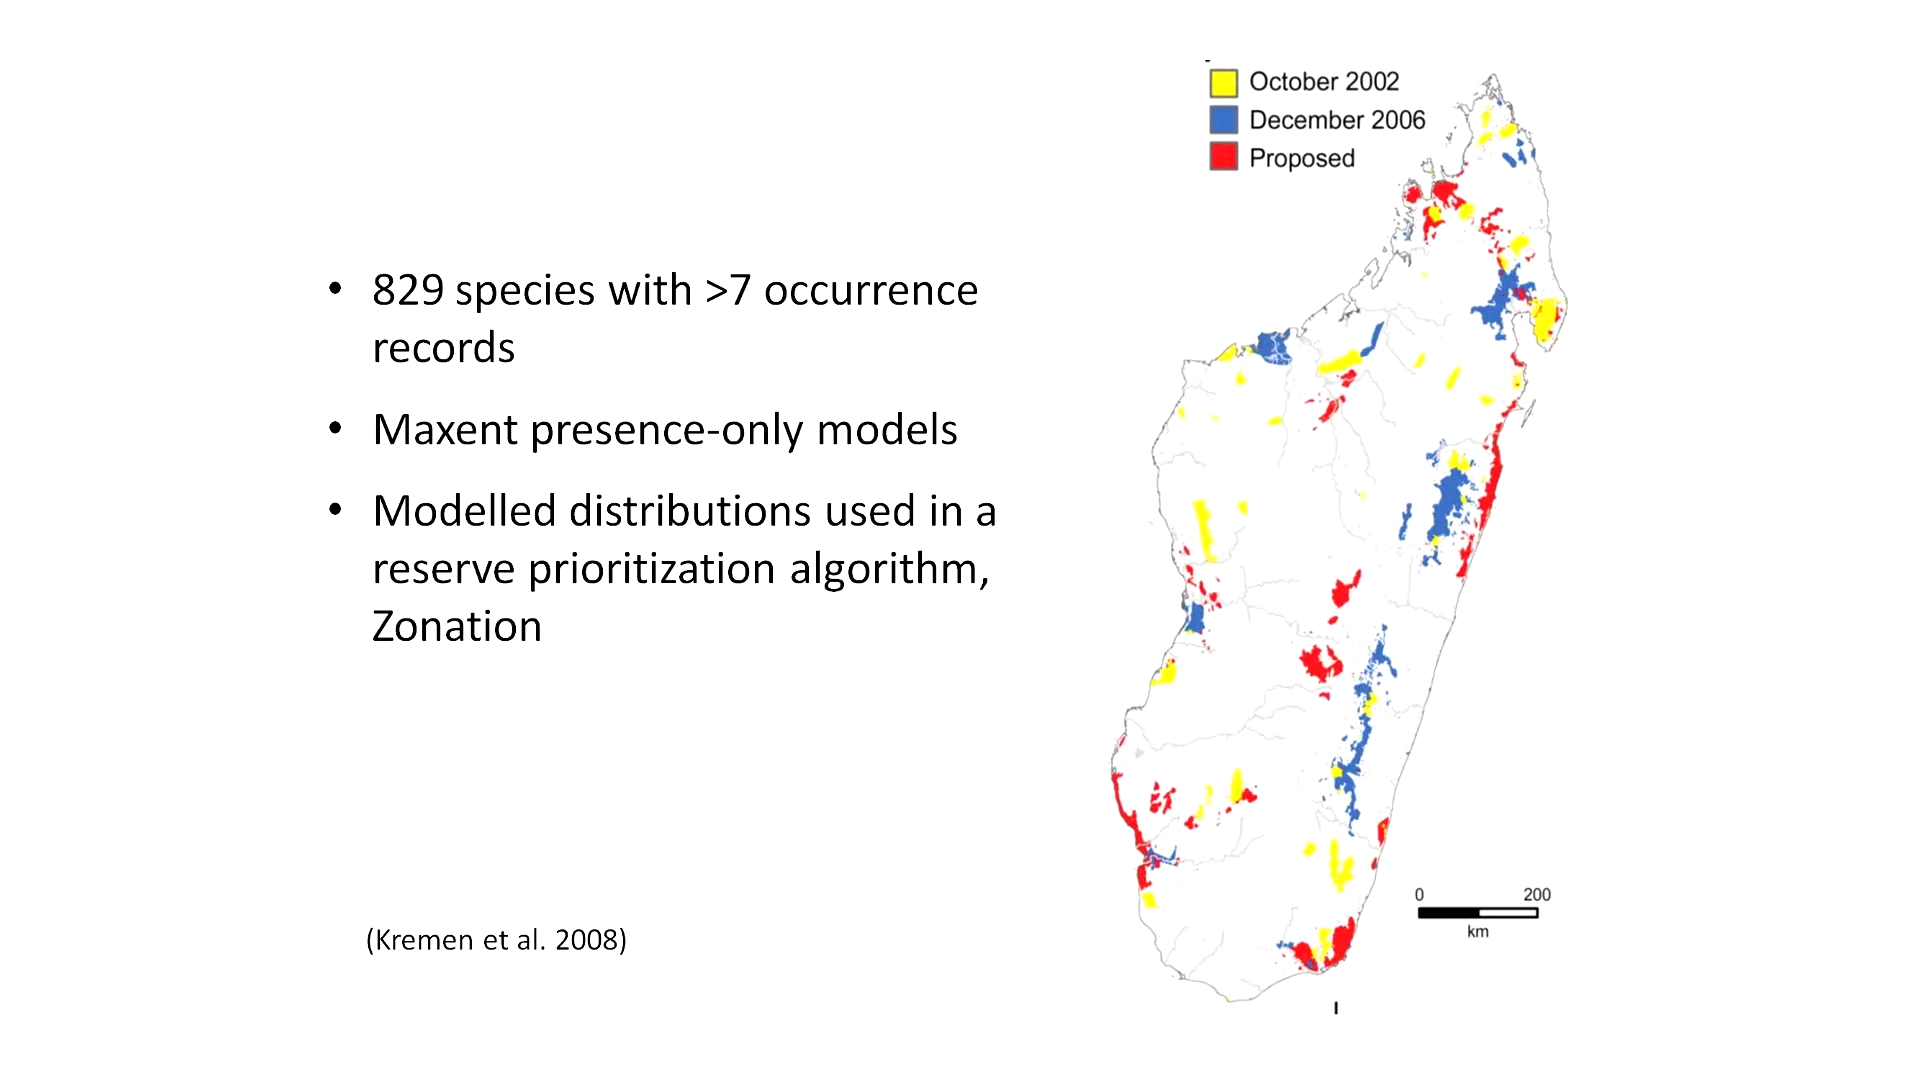 • 829 species with >7 occurrence
records
• Maxent presence-only models
• Modelled distributions used in a
reserve prioritization algorithm,
Zonation
(Kremen et al. 2008)
October 2002
December 2006
Proposed
0 200
km